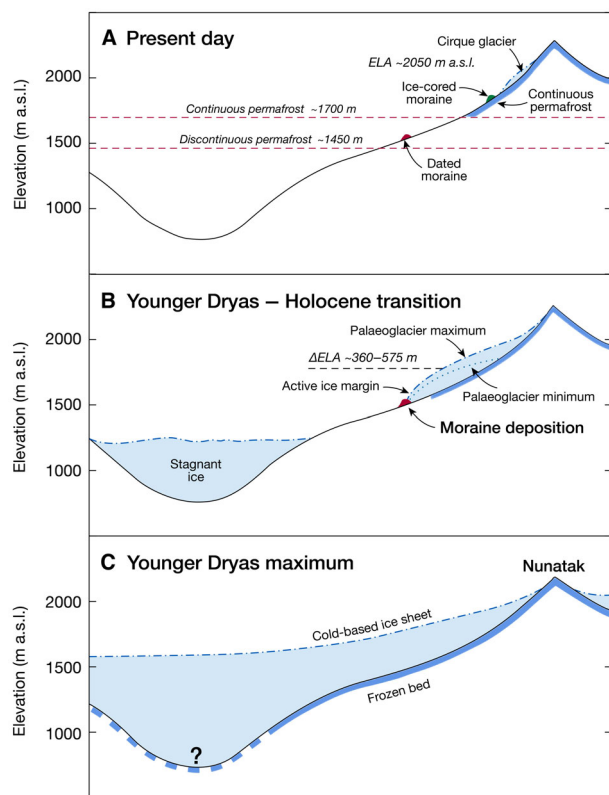 A Present day
Cirque glacier
ELA ~2050 m a.s.l.
2000
Ice-cored
moraine
Continuous
permafrost
Continuous permafrost ~1700 m
1500
Discontinuous permafrost ~1450 m
Dated
moraine
1000
Elevation (m a.s.l.)
B Younger Dryas – Holocene transition
2000
Palaeoglacier maximum
ΔELA ~360–575 m
Active ice margin
Palaeoglacier minimum
1500
Moraine deposition
Stagnant
ice
1000
Elevation (m a.s.l.)
C Younger Dryas maximum
Nunatak
2000
Cold-based ice sheet
1500
Frozen bed
1000
?
Elevation (m a.s.l.)